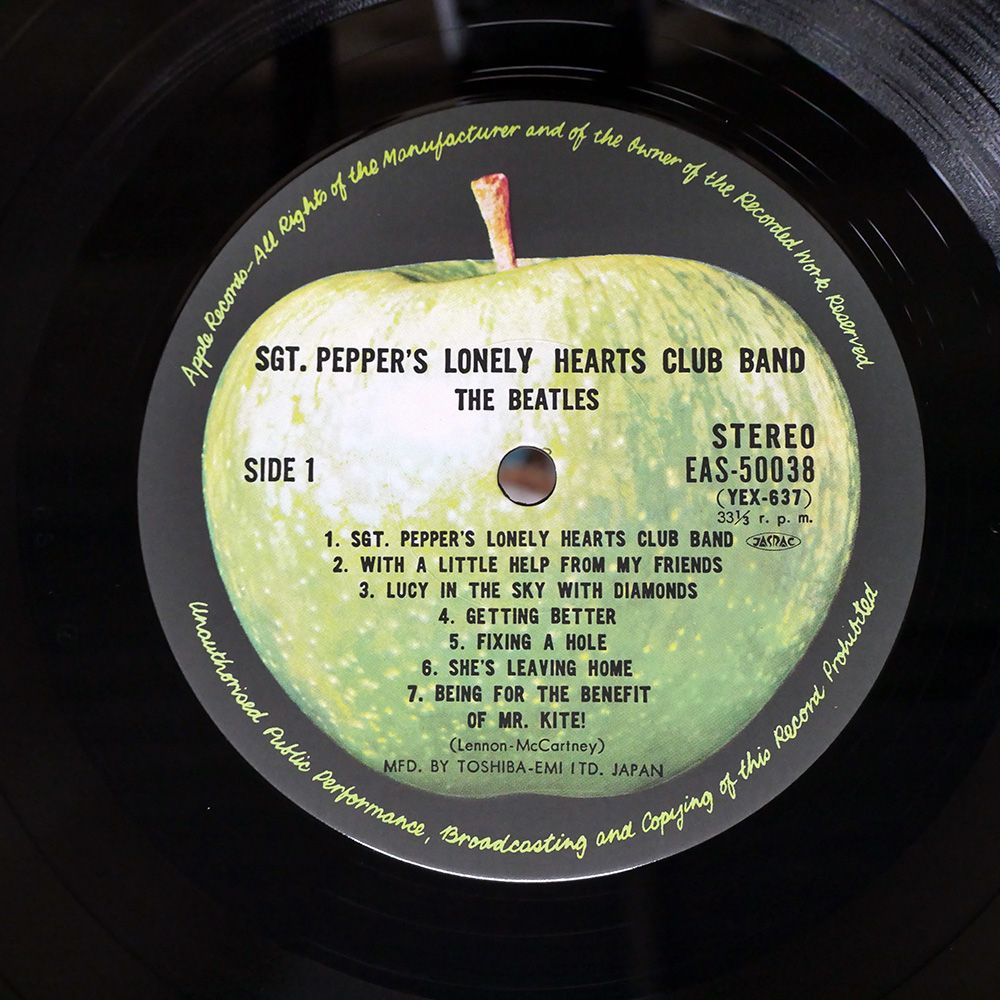 Apple Records-All Rights of the Manufacturer and of the Owner of the Recorded Work Reserved
SGT. PEPPER'S LONELY HEARTS CLUB BAND
THE BEATLES
STEREO
SIDE 1
EAS-50038
(YEX-637)
33⅓ r. p. m.
1. SGT. PEPPER'S LONELY HEARTS CLUB BAND JASRAC
2. WITH A LITTLE HELP FROM MY FRIENDS
3. LUCY IN THE SKY WITH DIAMONDS
4. GETTING BETTER
5. FIXING A HOLE
6. SHE'S LEAVING HOME
7. BEING FOR THE BENEFIT
OF MR. KITE!
(Lennon-McCartney)
MFD. BY TOSHIBA-EMI LTD. JAPAN
Unauthorised Public Performance, Broadcasting and Copying of this Record Prohibited